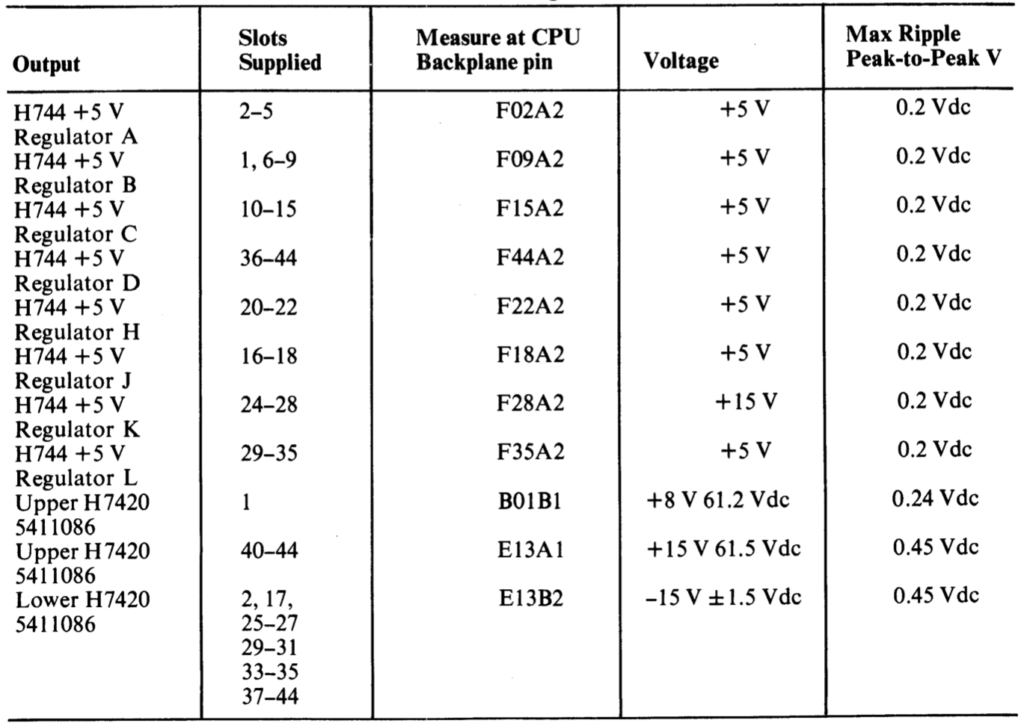 Output Slots Supplied Measure at CPU Backplane pin Voltage Max Ripple Peak-to-Peak V
H744 +5 V Regulator A 2–5 F02A2 +5 V 0.2 Vdc
H744 +5 V Regulator B 1, 6–9 F09A2 +5 V 0.2 Vdc
H744 +5 V Regulator C 10–15 F15A2 +5 V 0.2 Vdc
H744 +5 V Regulator D 36–44 F44A2 +5 V 0.2 Vdc
H744 +5 V Regulator H 20–22 F22A2 +5 V 0.2 Vdc
H744 +5 V Regulator J 16–18 F18A2 +5 V 0.2 Vdc
H744 +5 V Regulator K 24–28 F28A2 +15 V 0.2 Vdc
H744 +5 V Regulator L 29–35 F35A2 +5 V 0.2 Vdc
Upper H7420 5411086 1 B01B1 +8 V 61.2 Vdc 0.24 Vdc
Upper H7420 5411086 40–44 E13A1 +15 V 61.5 Vdc 0.45 Vdc
Lower H7420 5411086 2, 17, 25–27 29–31 33–35 37–44 E13B2 –15 V ±1.5 Vdc 0.45 Vdc